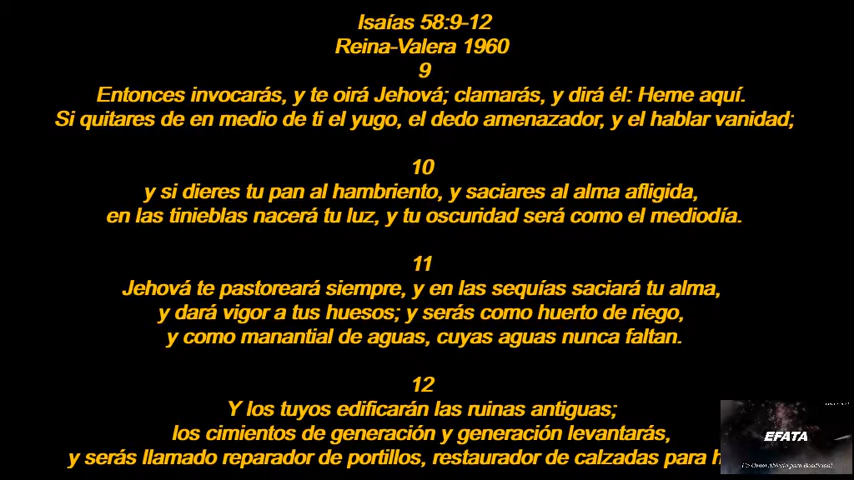 Isaías 58:9-12
Reina-Valera 1960
9
Entonces invocarás, y te oirá Jehová; clamarás, y dirá él: Heme aquí.
Si quitares de en medio de ti el yugo, el dedo amenazador, y el hablar vanidad;
10
y si dieres tu pan al hambriento, y saciares al alma afligida,
en las tinieblas nacerá tu luz, y tu oscuridad será como el mediodía.
11
Jehová te pastoreará siempre, y en las sequías saciará tu alma,
y dará vigor a tus huesos; y serás como huerto de riego,
y como manantial de aguas, cuyas aguas nunca faltan.
12
Y los tuyos edificarán las ruinas antiguas;
los cimientos de generación y generación levantarás,
y serás llamado reparador de portillos, restaurador de calzadas para
EFATA